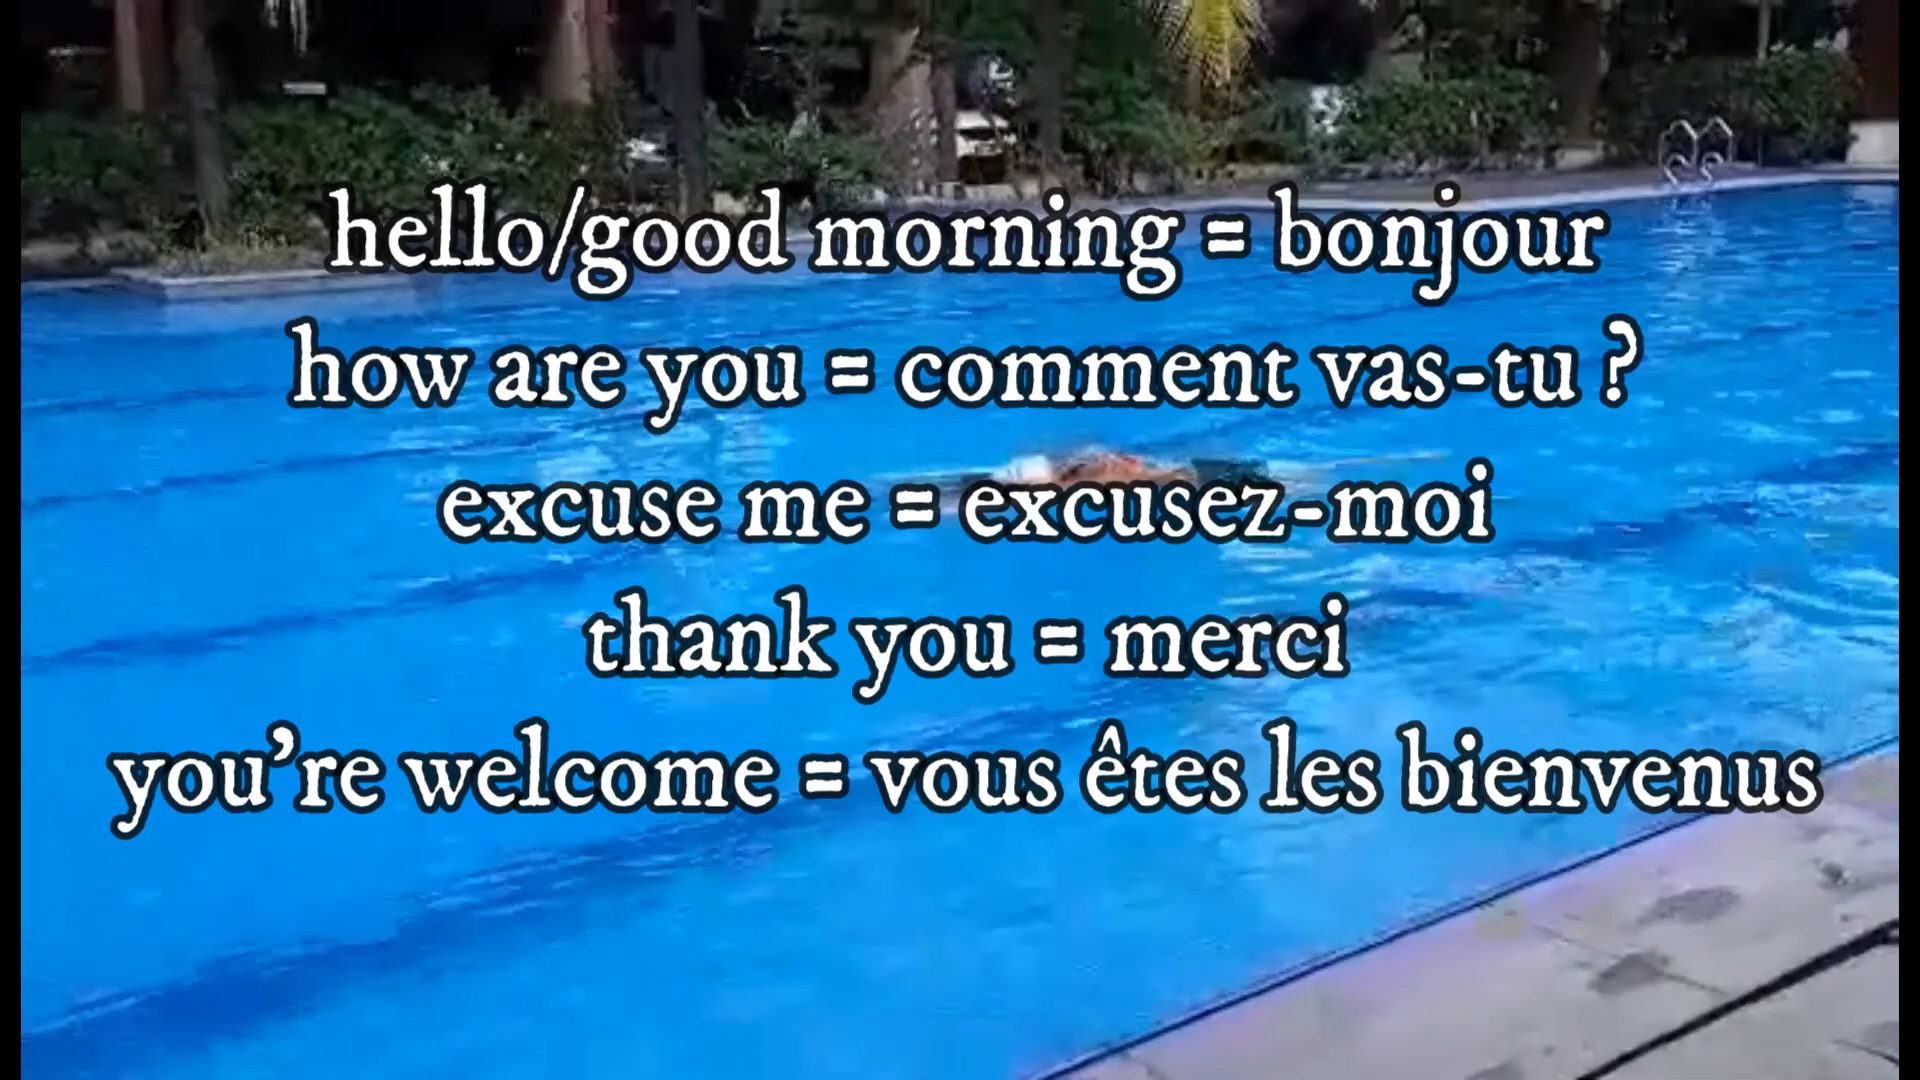 hello/good morning = bonjour
how are you = comment vas-tu ?
excuse me = excusez-moi
thank you = merci
you're welcome = vous êtes les bienvenus